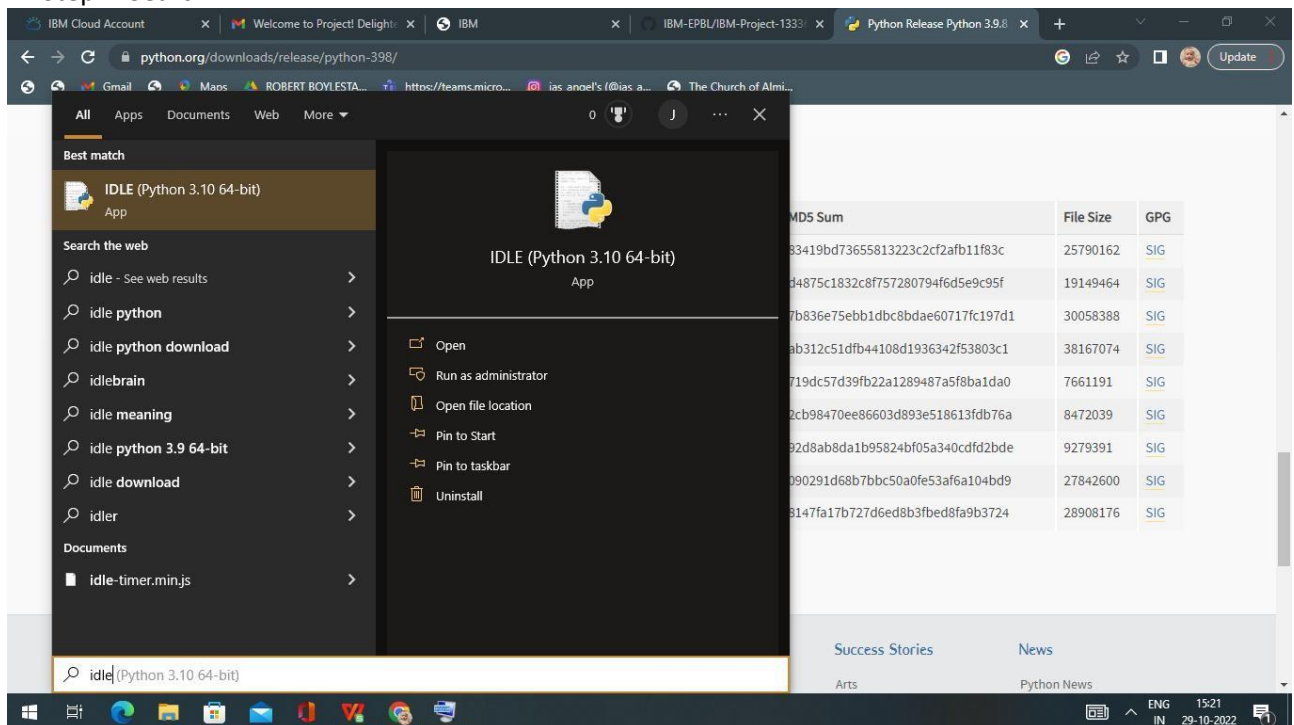 IBM Cloud Account
Welcome to Project! Delight
IBM
IBM-EPBL/IBM-Project-1333
Python Release Python 3.9.8
python.org/downloads/release/python-398/
Update
Gmail
Maps
ROBERT BOYLESTA...
https://teams.micro...
ias angel's (@ias a...
The Church of Almi...
All Apps Documents Web More
0
J
Best match
IDLE (Python 3.10 64-bit)
App
Search the web
idle - See web results
idle python
idle python download
idlebrain
idle meaning
idle python 3.9 64-bit
idle download
idler
Documents
idle-timer.min.js
idle (Python 3.10 64-bit)
IDLE (Python 3.10 64-bit)
App
Open
Run as administrator
Open file location
Pin to Start
Pin to taskbar
Uninstall
MD5 Sum File Size GPG
83419bd73655813223c2cf2afb11f83c 25790162 SIG
d4875c1832c8f757280794f6d5e9c95f 19149464 SIG
7b836e75ebb1dbc8bdae60717fc197d1 30058388 SIG
ab312c51dfb44108d1936342f53803c1 38167074 SIG
719dc57d39fb22a1289487a5f8ba1da0 7661191 SIG
2cb98470ee86603d893e518613fdb76a 8472039 SIG
92d8ab8da1b95824bf05a340cdfd2bde 9279391 SIG
090291d68b7bbc50a0fe53af6a104bd9 27842600 SIG
8147fa17b727d6ed8b3fbed8fa9b3724 28908176 SIG
Success Stories News
Arts Python News
ENG 15:21
IN 29-10-2022